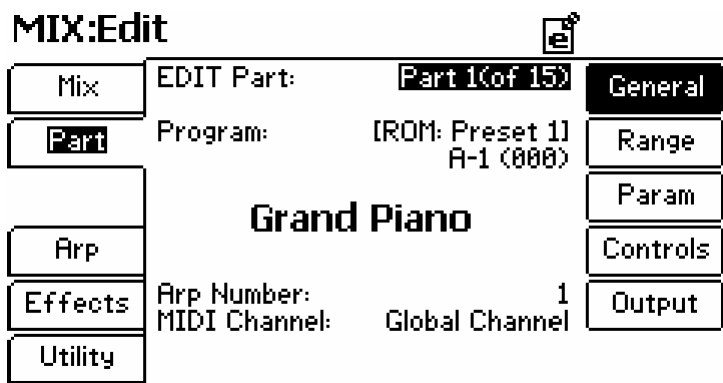 MIX:Edit
e
Mix
EDIT Part: Part 1(of 15)
General
Part
Program: [ROM: Preset 1]
A-1 (000)
Range
Param
Grand Piano
Arp
Controls
Effects
Arp Number: 1
MIDI Channel: Global Channel
Output
Utility